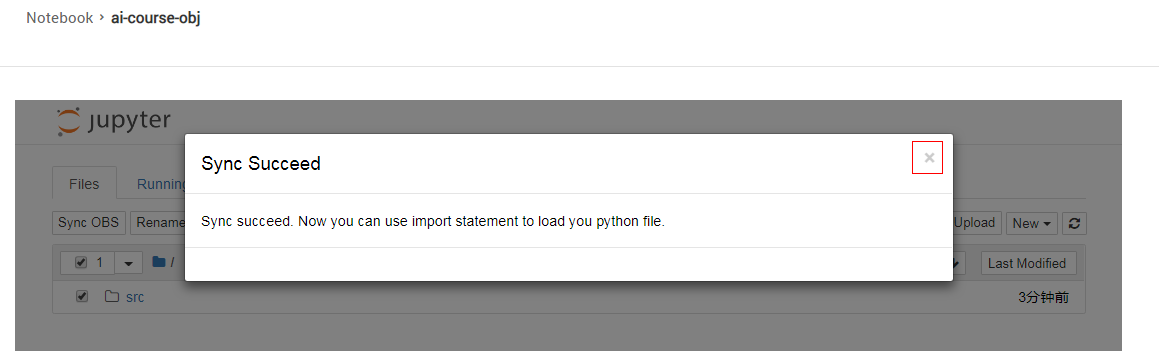 Notebook › ai-course-obj
jupyter
Sync Succeed
×
Files Running
Sync succeed. Now you can use import statement to load you python file.
Sync OBS Rename Upload New
1 / Last Modified
src 3分钟前